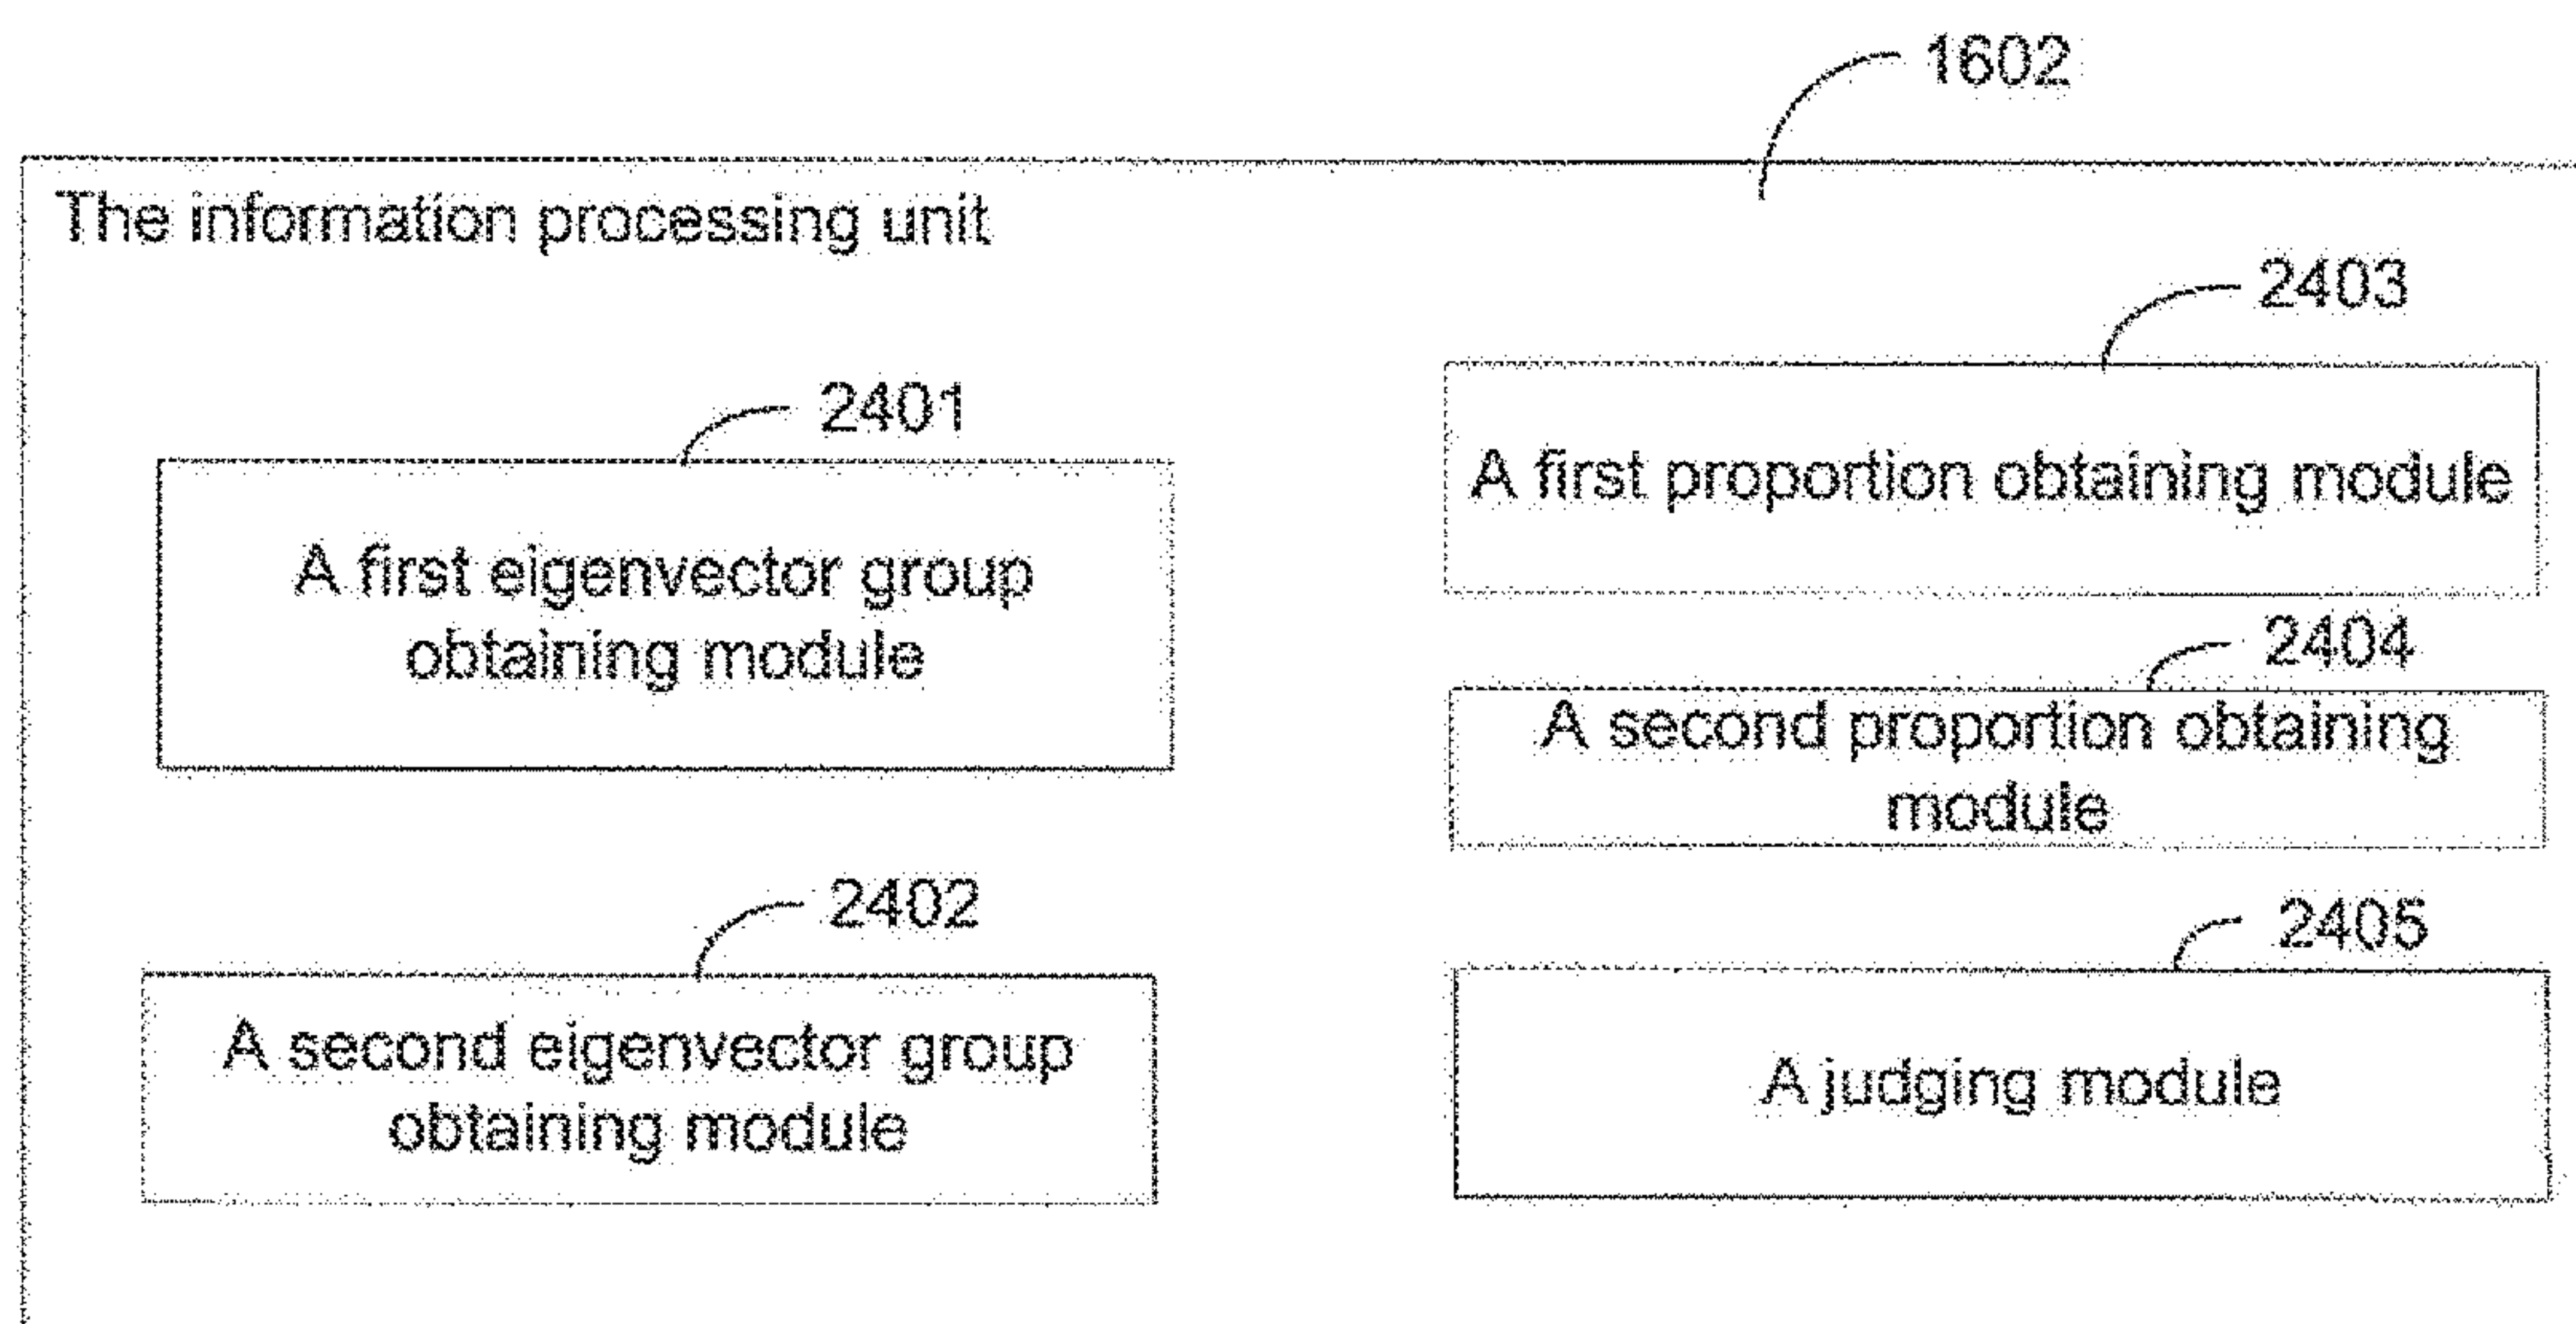 1602
The information processing unit
2403
2401
A first proportion obtaining module
A first eigenvector group
obtaining module
2404
A second proportion obtaining
module
2402
2405
A second eigenvector group
obtaining module
A judging module